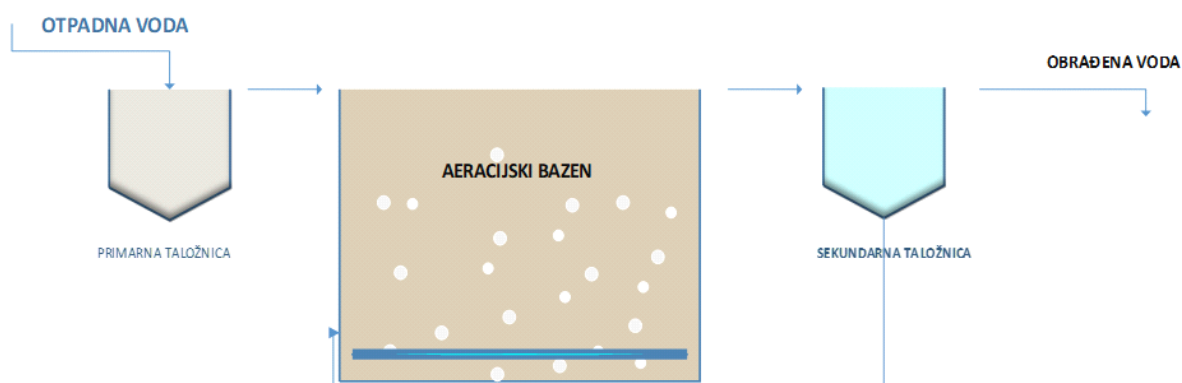 OTPADNA VODA
OBRAĐENA VODA
AERACIJSKI BAZEN
PRIMARNA TALOŽNICA
SEKUNDARNA TALOŽNICA